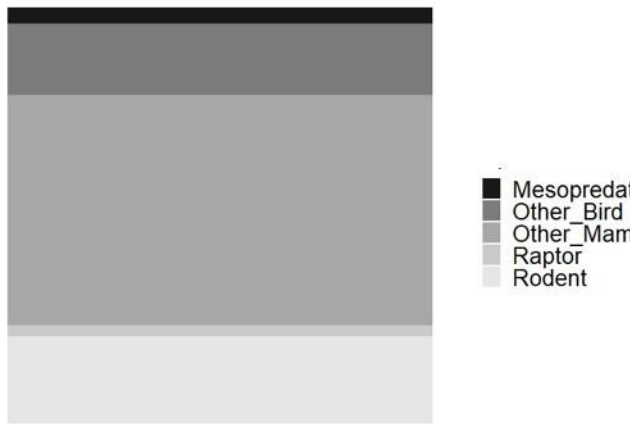 Mesopredat
Other_Bird
Other_Mam
Raptor
Rodent